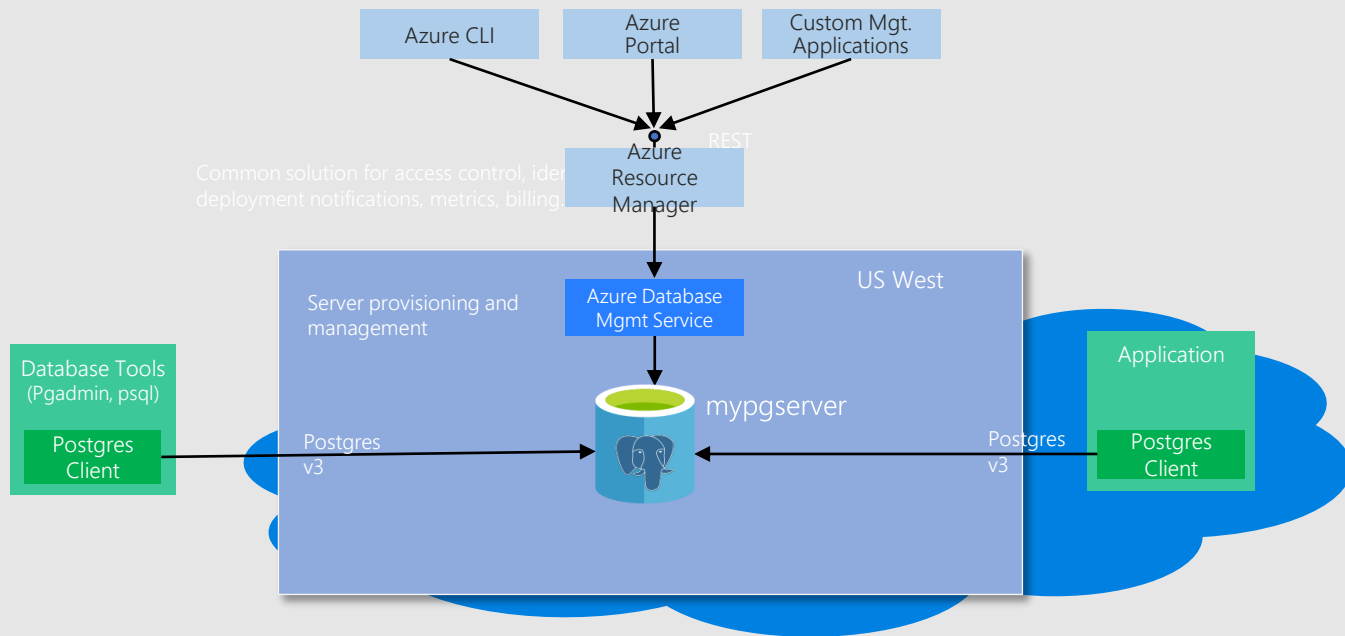 Azure CLI
Azure
Portal
Custom Mgt.
Applications
REST
Azure
Resource
Manager
Common solution for access control,
deployment notifications, metrics, billing.
US West
Server provisioning and
management
Azure Database
Mgmt Service
Database Tools
(Pgadmin, psql)
Postgres
Client
Postgres
v3
mypgserver
Postgres
v3
Application
Postgres
Client